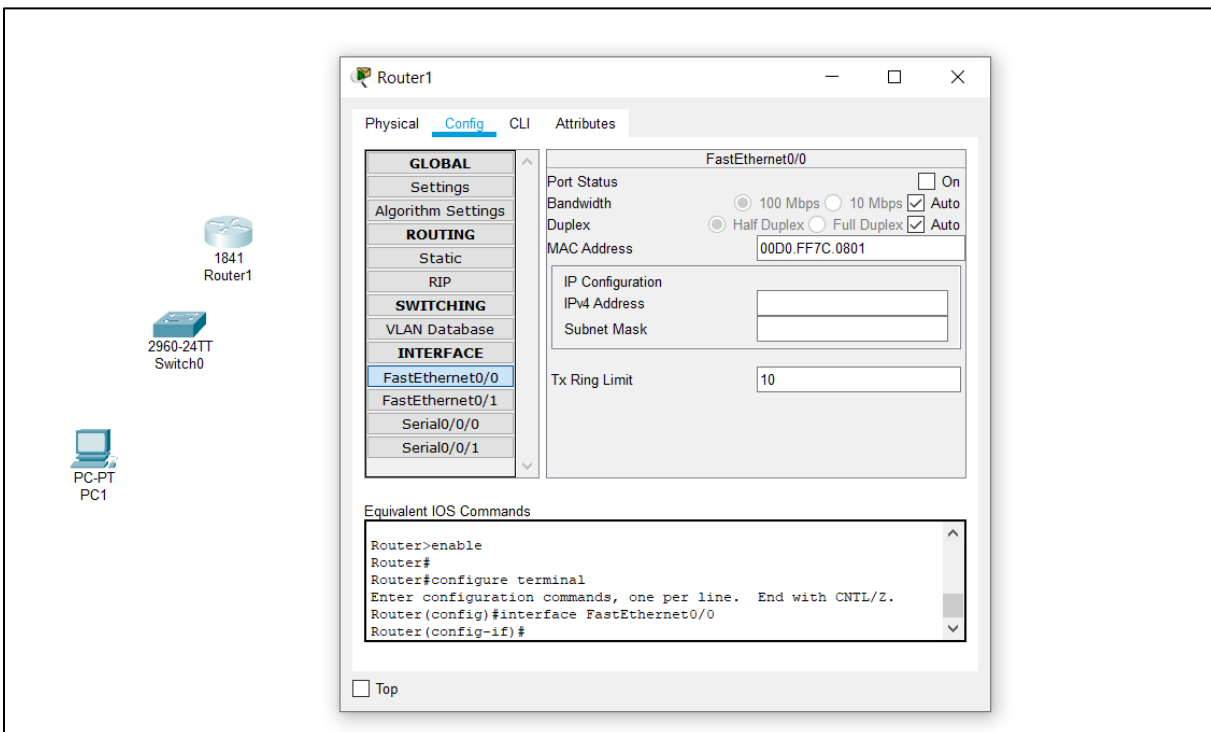 Router1
Physical Config CLI Attributes
GLOBAL
Settings
Algorithm Settings
ROUTING
Static
RIP
SWITCHING
VLAN Database
INTERFACE
FastEthernet0/0
FastEthernet0/1
Serial0/0/0
Serial0/0/1
FastEthernet0/0
Port Status On
Bandwidth 100 Mbps 10 Mbps Auto
Duplex Half Duplex Full Duplex Auto
MAC Address 00D0.FF7C.0801
IP Configuration
IPv4 Address
Subnet Mask
Tx Ring Limit 10
Equivalent IOS Commands
Router>enable
Router#
Router#configure terminal
Enter configuration commands, one per line. End with CNTL/Z.
Router(config)#interface FastEthernet0/0
Router(config-if)#
Top
1841
Router1
2960-24TT
Switch0
PC-PT
PC1